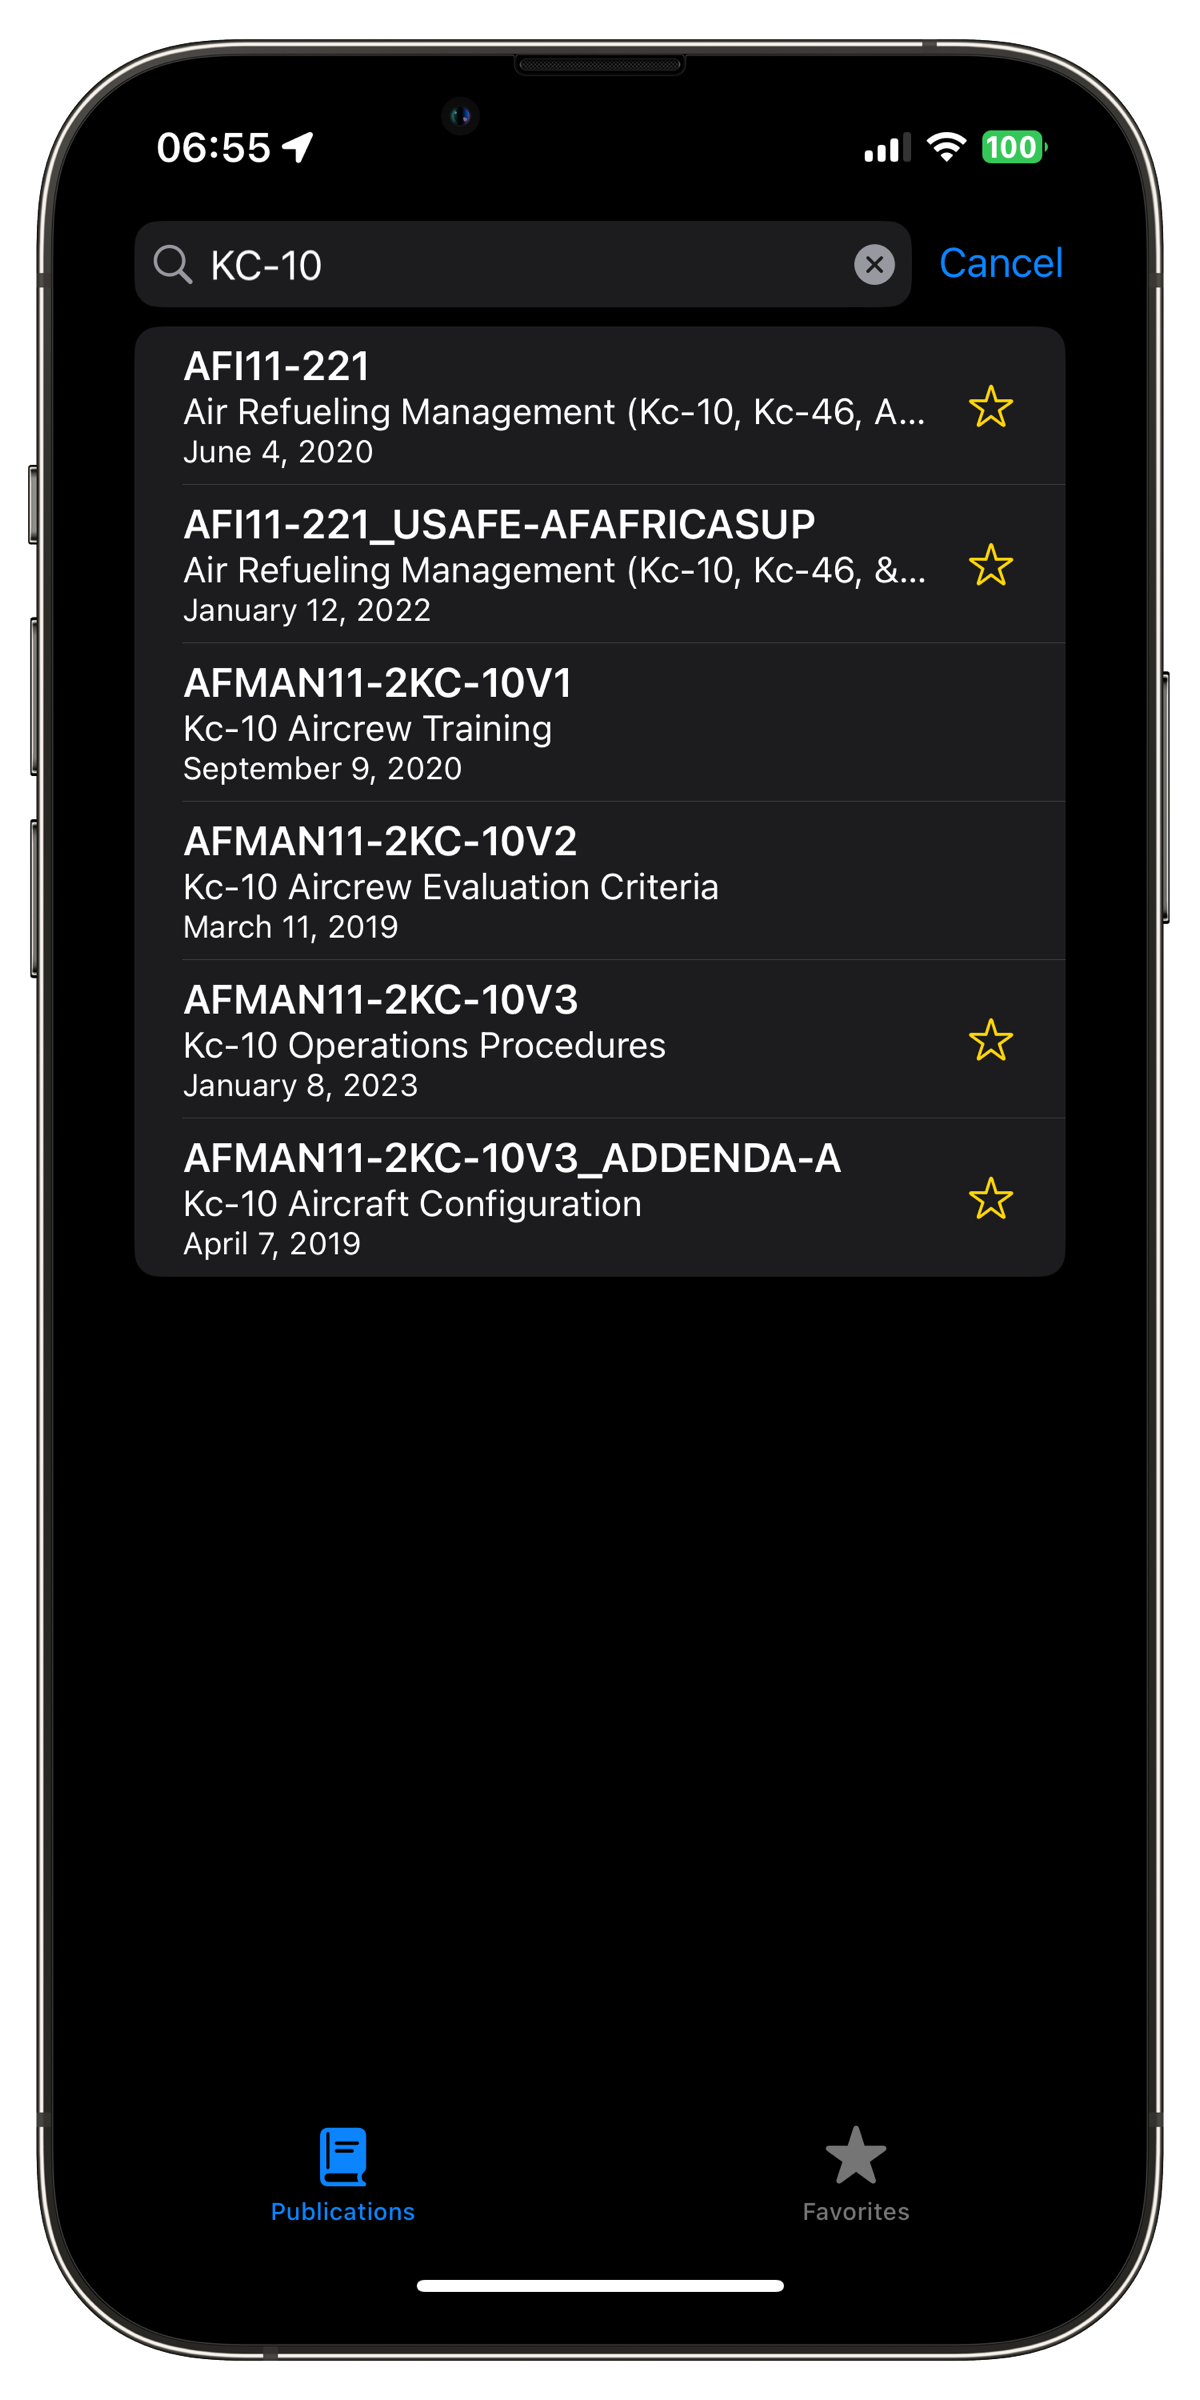 06:55
100
KC-10
Cancel
AFI11-221
Air Refueling Management (Kc-10, Kc-46, A...
June 4, 2020
AFI11-221_USAFE-AFAFRICASUP
Air Refueling Management (Kc-10, Kc-46, &...
January 12, 2022
AFMAN11-2KC-10V1
Kc-10 Aircrew Training
September 9, 2020
AFMAN11-2KC-10V2
Kc-10 Aircrew Evaluation Criteria
March 11, 2019
AFMAN11-2KC-10V3
Kc-10 Operations Procedures
January 8, 2023
AFMAN11-2KC-10V3_ADDENDA-A
Kc-10 Aircraft Configuration
April 7, 2019
Publications
Favorites